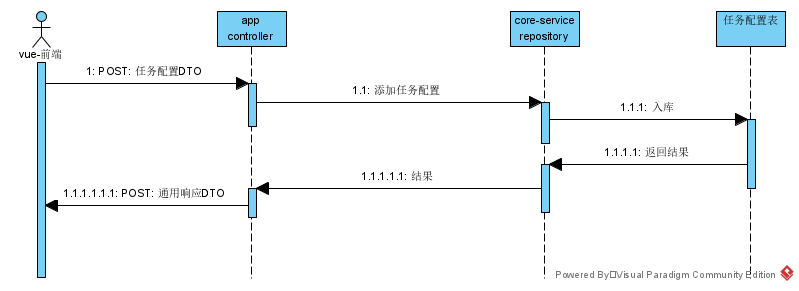 app
controller
core-service
repository
任务配置表
vue-前端
1: POST: 任务配置DTO
1.1: 添加任务配置
1.1.1: 入库
1.1.1.1: 返回结果
1.1.1.1.1: 结果
1.1.1.1.1.1: POST: 通用响应DTO
Powered By□Visual Paradigm Community Edition